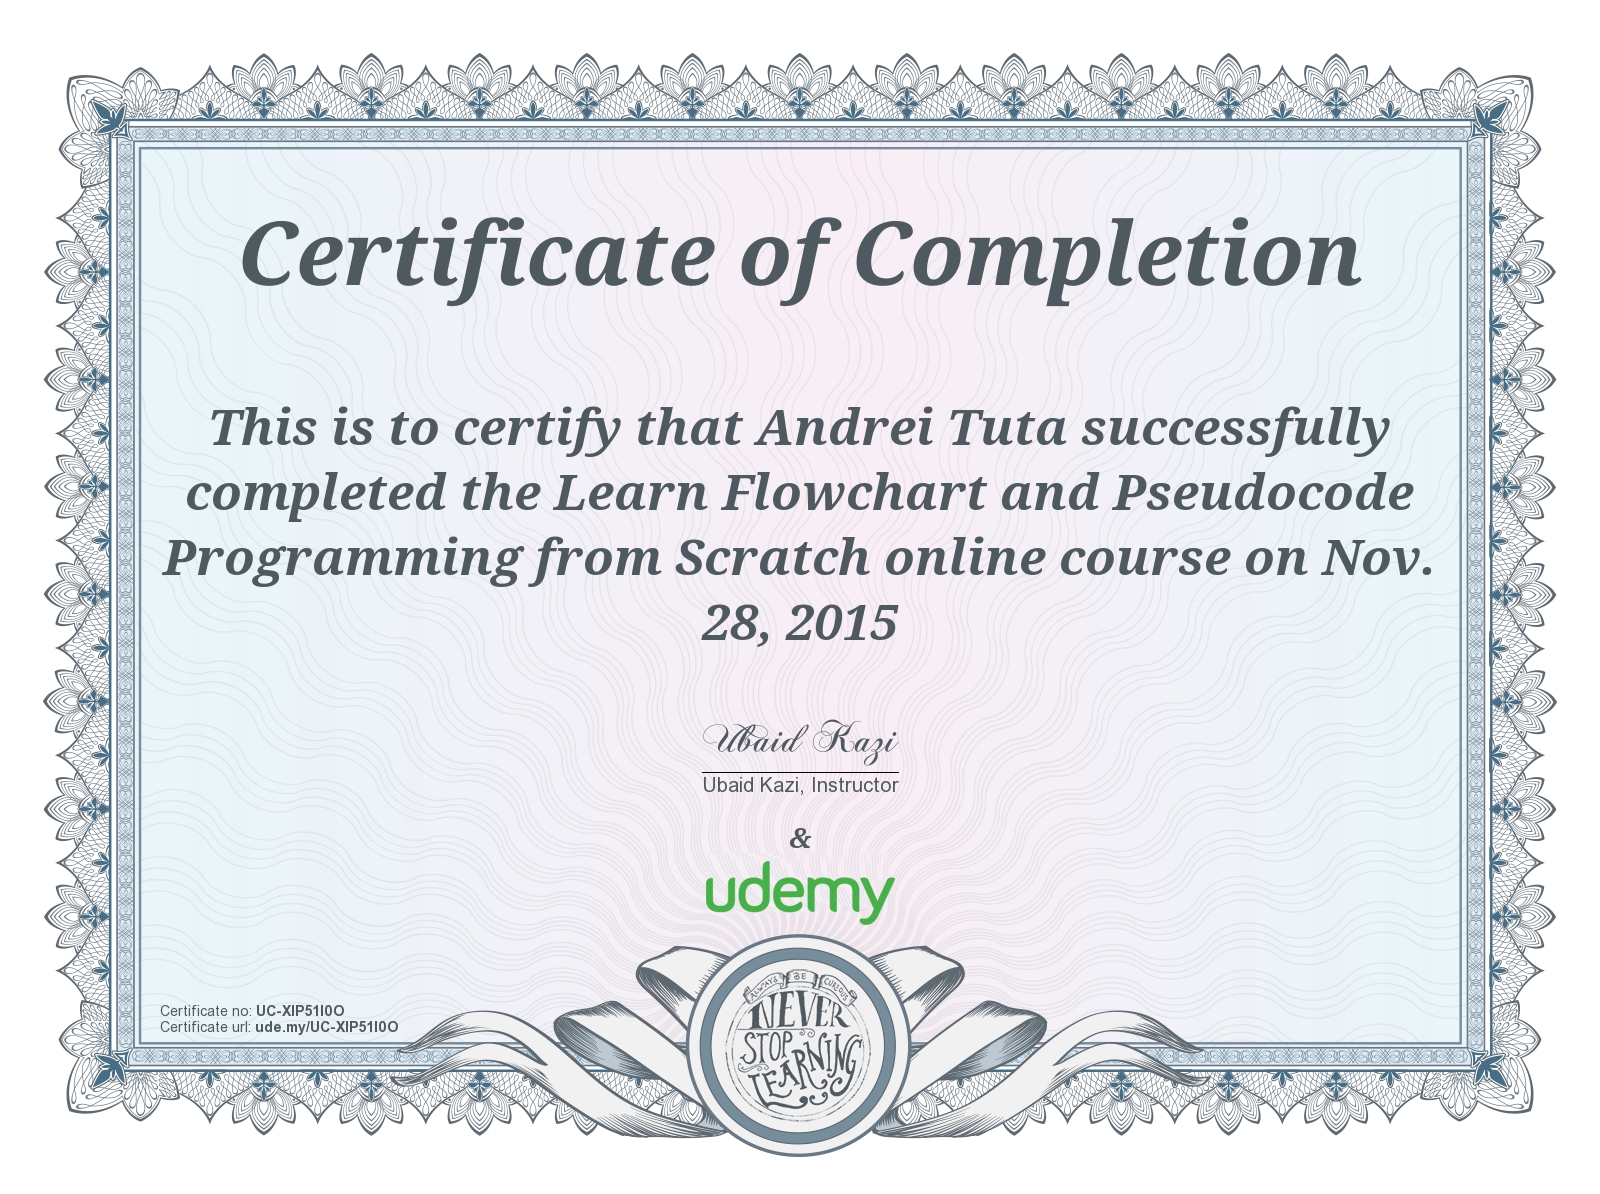 Certificate of Completion
This is to certify that Andrei Tuta successfully
completed the Learn Flowchart and Pseudocode
Programming from Scratch online course on Nov.
28, 2015
Ubaid Kazi
Ubaid Kazi, Instructor
&
udemy
Certificate no: UC-XIP51I0O
Certificate url: ude.my/UC-XIP51I0O
ALWAYS BE CURIOUS
NEVER
STOP
LEARNING